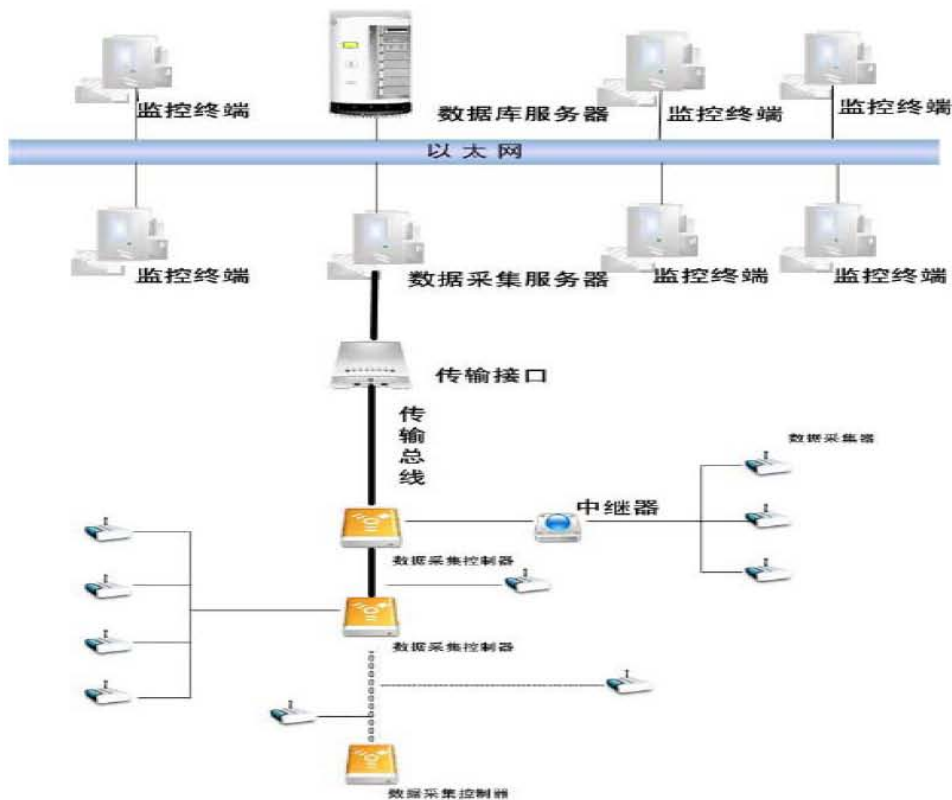 监控终端
数据库服务器
监控终端
监控终端
以太网
监控终端
数据采集服务器
监控终端
监控终端
传输接口
传输总线
数据采集器
中继器
数据采集控制器
数据采集控制器
数据采集控制器